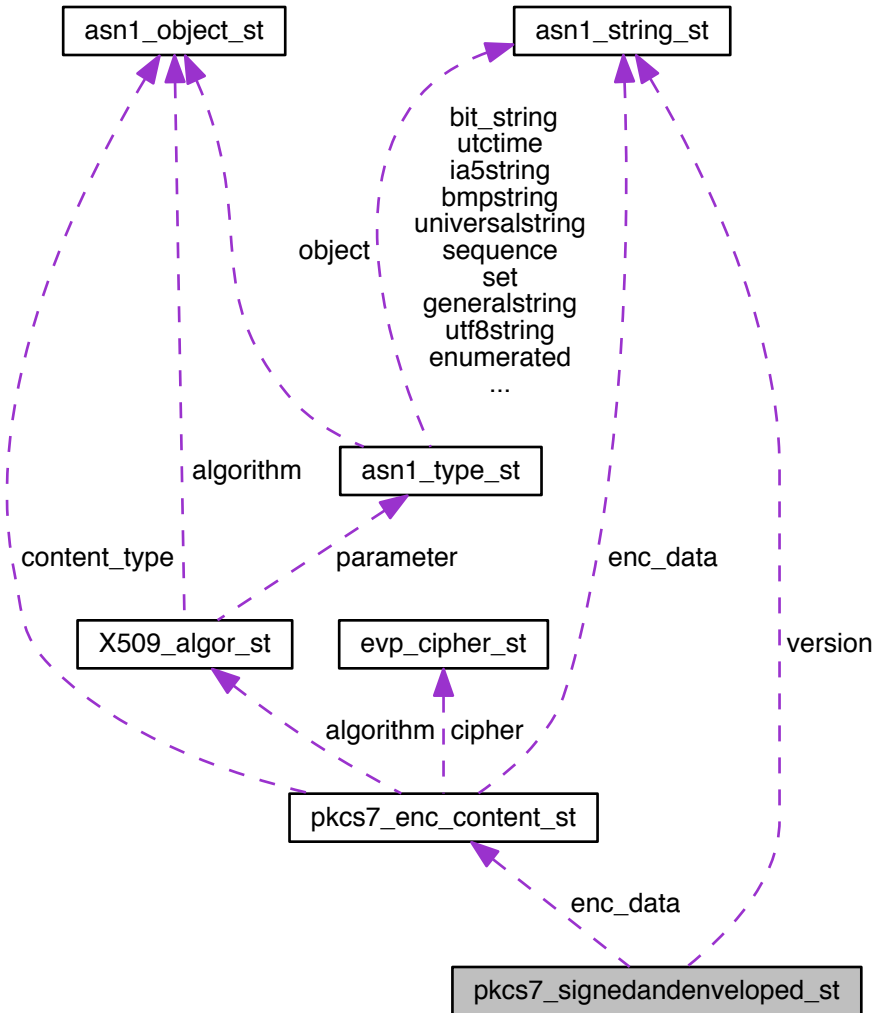 asn1_object_st
asn1_string_st
bit_string
utctime
ia5string
bmpstring
universalstring
sequence
object
set
generalstring
utf8string
enumerated
...
algorithm
asn1_type_st
content_type
parameter
enc_data
X509_algor_st
evp_cipher_st
version
algorithm
cipher
pkcs7_enc_content_st
enc_data
pkcs7_signedandenveloped_st